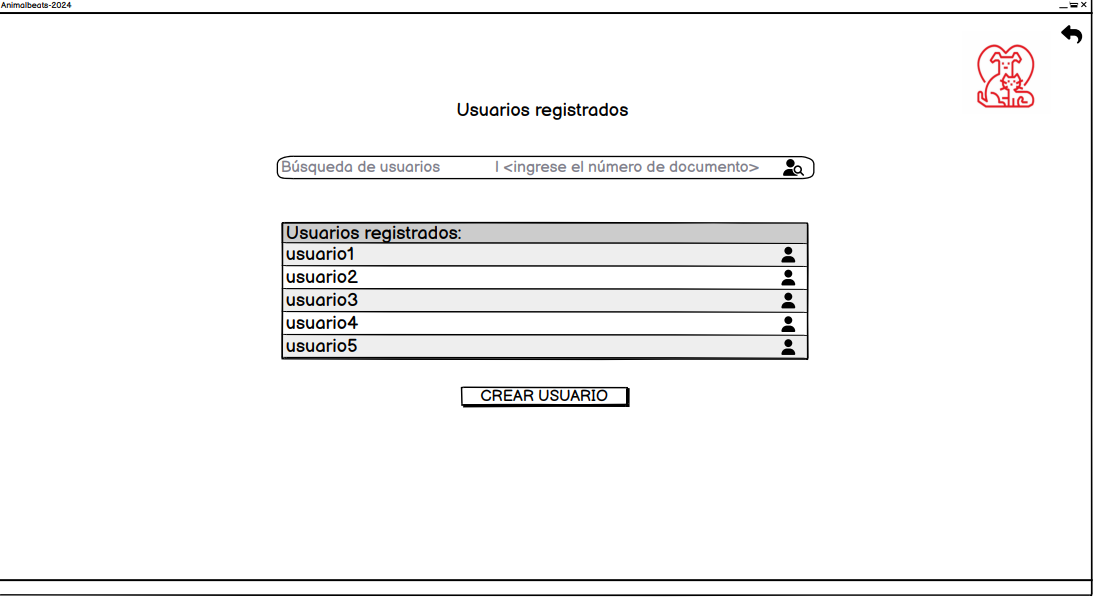 Animalbeats-2024
Usuarios registrados
Búsqueda de usuarios | <ingrese el número de documento>
Usuarios registrados:
usuario1
usuario2
usuario3
usuario4
usuario5
CREAR USUARIO